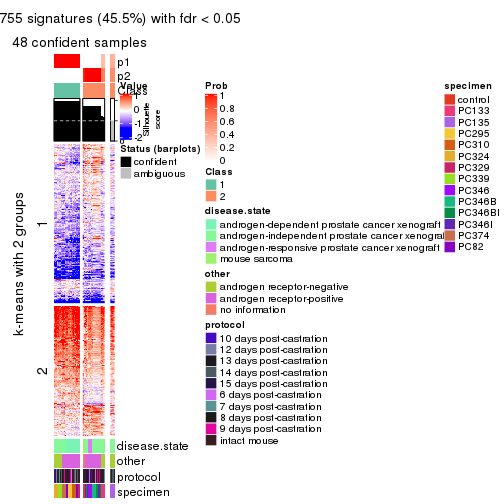 755 signatures (45.5%) with fdr < 0.05
48 confident samples
p1
p2
Class
Value
1
0
-1
-2
Silhouette
score
Status (barplots)
confident
ambiguous
k-means with 2 groups
1
2
disease.state
other
protocol
specimen
Prob
1
0.8
0.6
0.4
0.2
0
Class
1
2
disease.state
androgen-dependent prostate cancer xenograft
androgen-independent prostate cancer xenograft
androgen-responsive prostate cancer xenograft
mouse sarcoma
other
androgen receptor-negative
androgen receptor-positive
no information
protocol
10 days post-castration
12 days post-castration
13 days post-castration
14 days post-castration
15 days post-castration
6 days post-castration
7 days post-castration
8 days post-castration
9 days post-castration
intact mouse
specimen
control
PC133
PC135
PC295
PC310
PC324
PC329
PC339
PC346
PC346B
PC346BI
PC346I
PC374
PC82